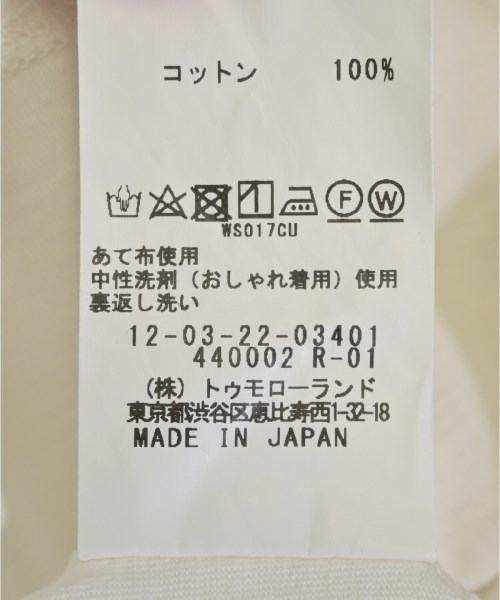 コットン 100%
F W
WS017CU
あて布使用
中性洗剤（おしゃれ着用）使用
裏返し洗い
12-03-22-03401
440002 R-01
（株）トゥモローランド
東京都渋谷区恵比寿西1-32-18
MADE IN JAPAN